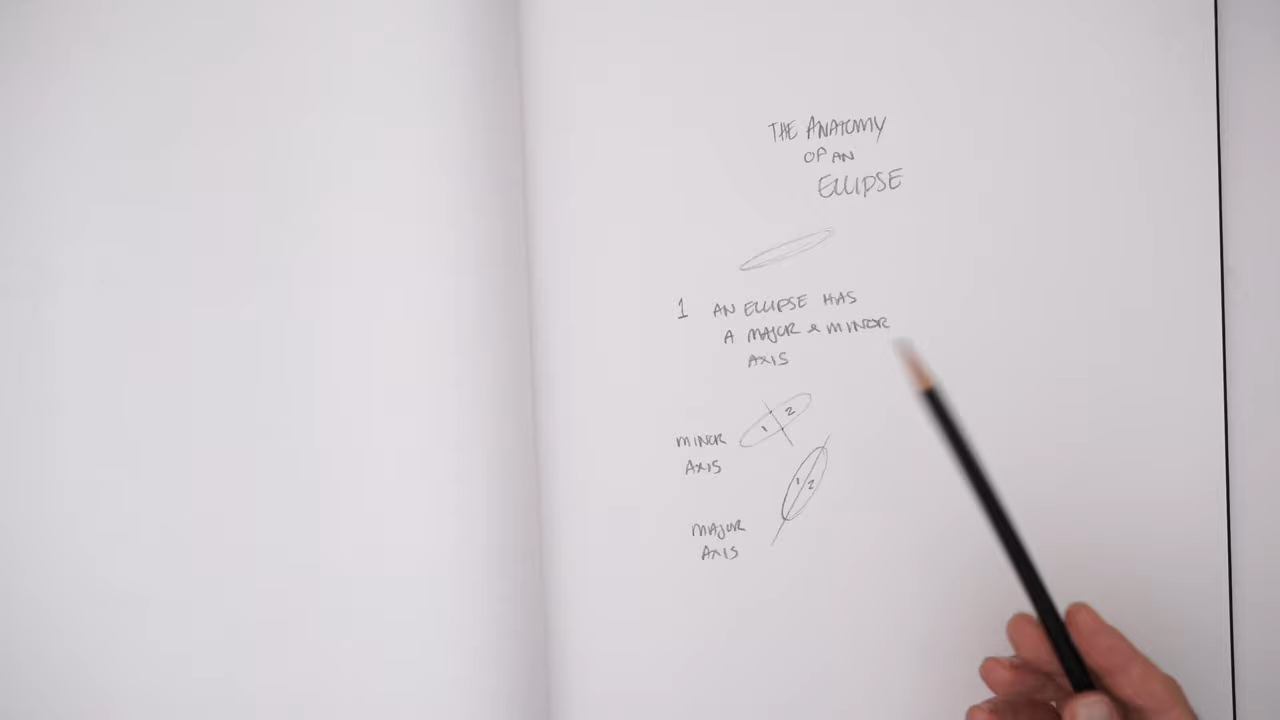 THE ANATOMY
OF AN
ELLIPSE
1 AN ELLIPSE HAS
A MAJOR & MINOR
AXIS
MINOR
AXIS
1 2
1 2
MAJOR
AXIS